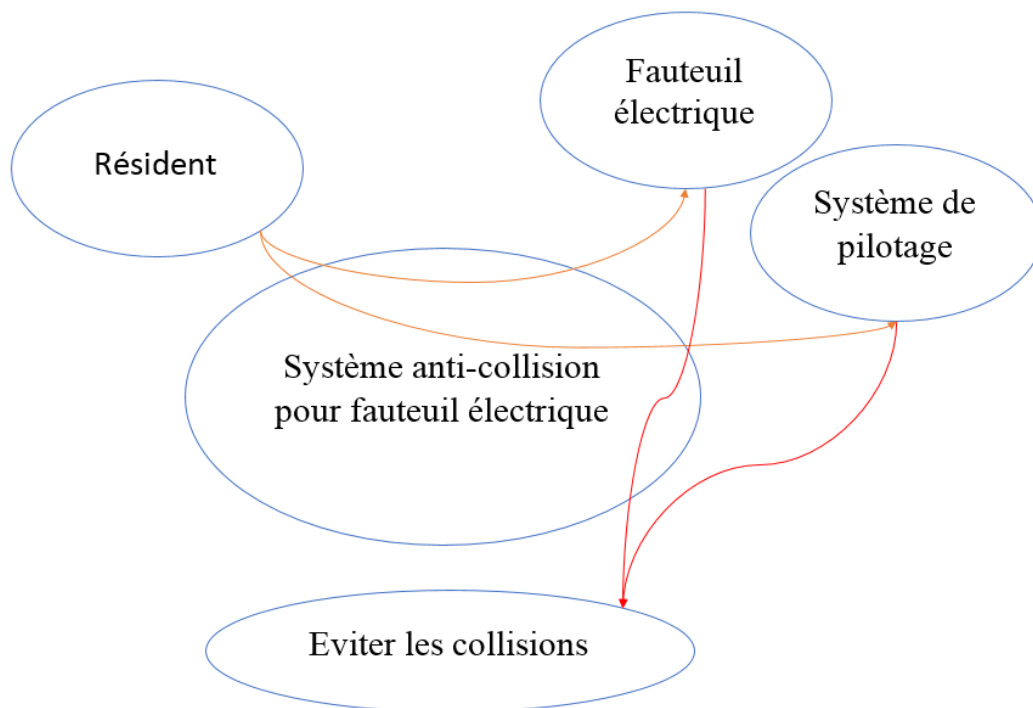 Fauteuil
électrique
Résident
Système de
pilotage
Système anti-collision
pour fauteuil électrique
Eviter les collisions